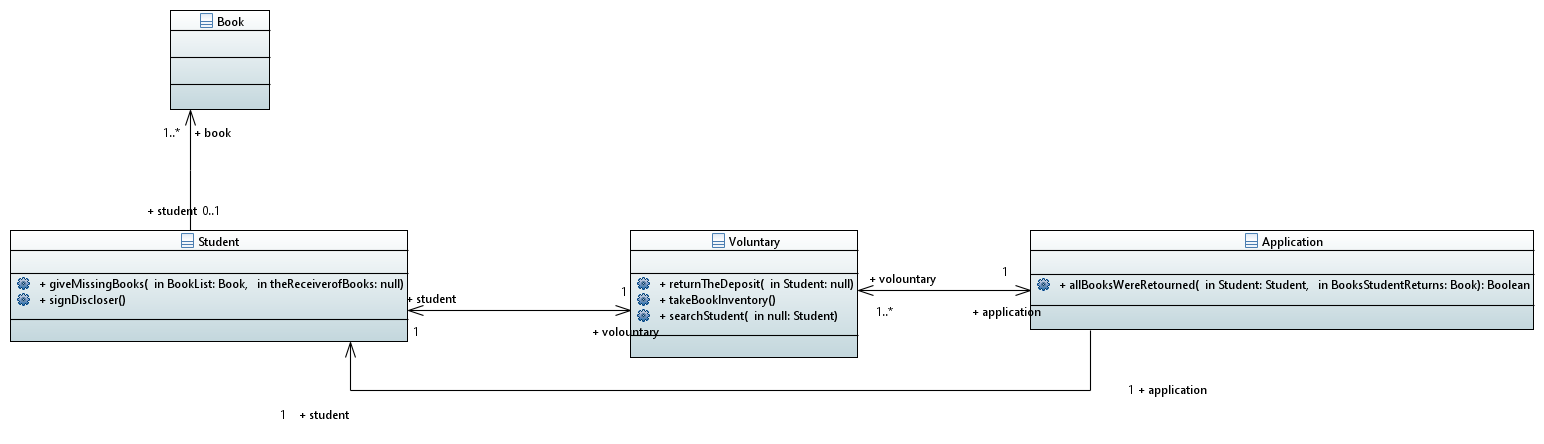 Book
1..* + book
+ student 0..1
Student
+ giveMissingBooks( in BookList: Book, in theReceiverofBooks: null)
+ signDiscloser()
+ student
1
Voluntary
+ returnTheDeposit( in Student: null)
+ takeBookInventory()
+ searchStudent( in null: Student)
1
+ volountary
+ volountary
1..*
1
+ application
Application
+ allBooksWereRetourned( in Student: Student, in BooksStudentReturns: Book): Boolean
1 + application
1 + student